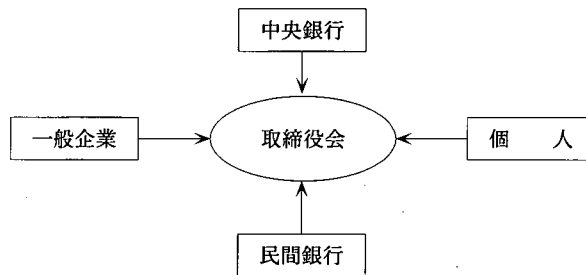 中央銀行
一般企業
取締役会
個　人
民間銀行